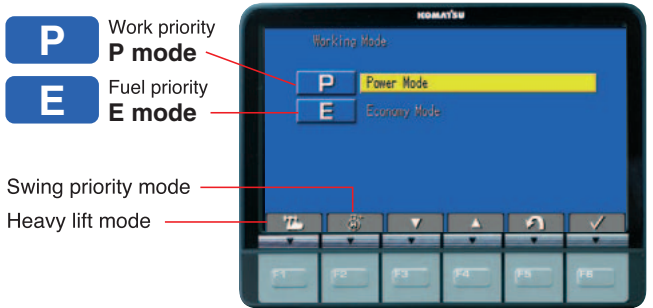 KOMATSU
P
Work priority
P mode
E
Fuel priority
E mode
Swing priority mode
Heavy lift mode
Working Mode
P
Power Mode
E
Economy Mode
F1
F2
F3
F4
F5
F6